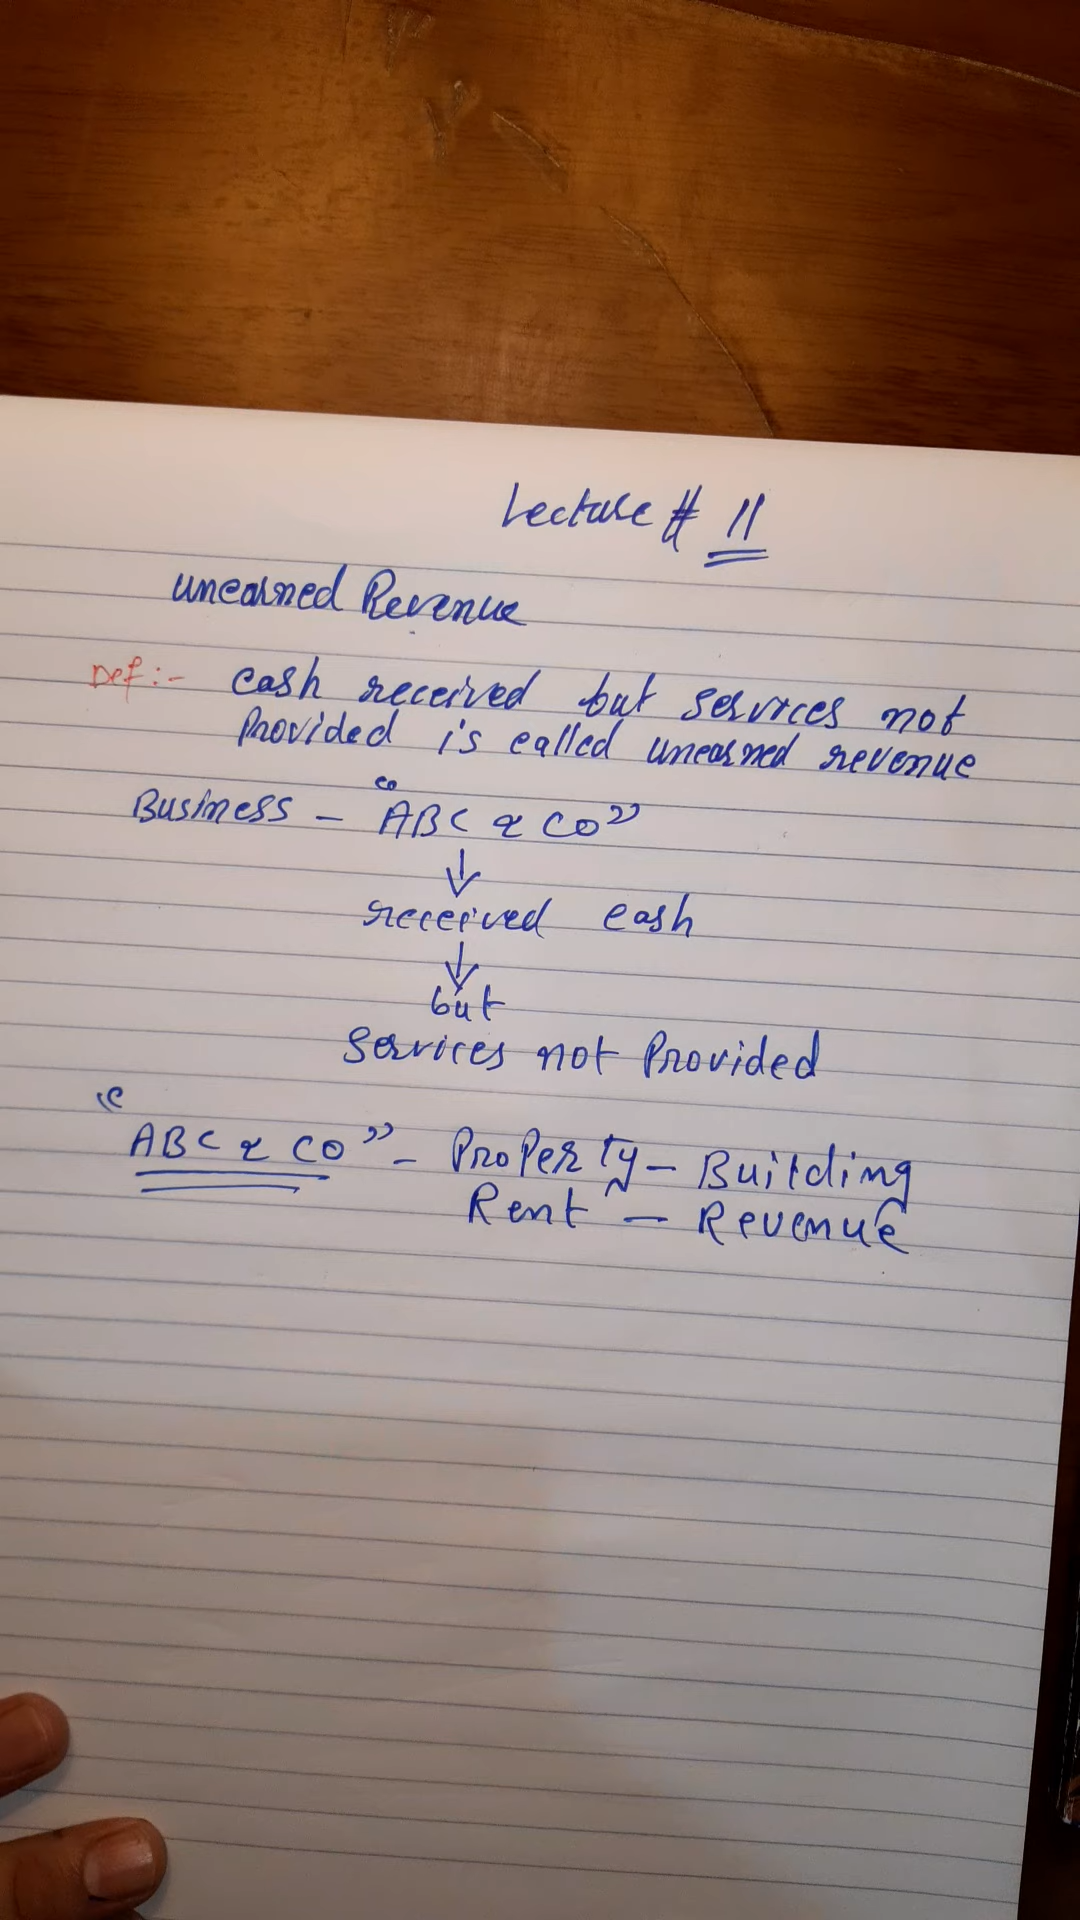 Lecture # 11
unearned Revenue
Def:- cash received but services not
Provided is called unearned revenue
Business - "ABC & CO"
↓
received cash
↓
but
Services not Provided
"ABC & CO" - Property - Building
Rent - Revenue